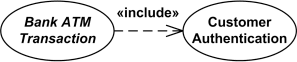 Bank ATM
Transaction
«include»
Customer
Authentication